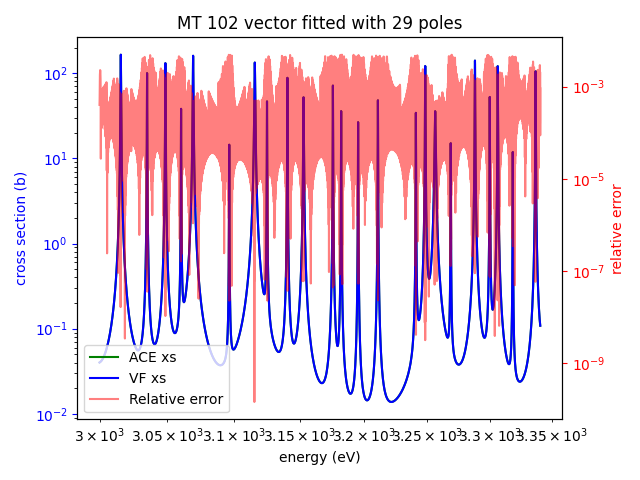 MT 102 vector fitted with 29 poles
10²
10¹
10⁰
10⁻¹
10⁻²
cross section (b)
10⁻³
10⁻⁵
10⁻⁷
10⁻⁹
relative error
ACE xs
VF xs
Relative error
3 × 10³ 3.05 × 10³ 3.1 × 10³ 3.15 × 10³ 3.2 × 10³ 3.25 × 10³ 3.3 × 10³ 3.35 × 10³
energy (eV)